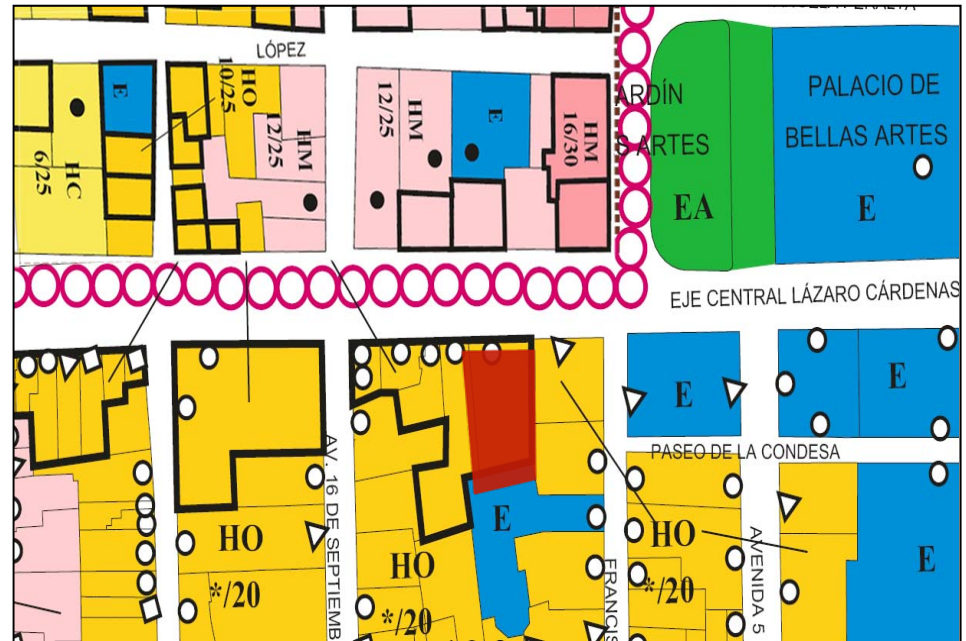 LÓPEZ
E
HO
10/25
HC
6/25
HM
12/25
12/25
HM
E
HM
16/30
ARDÍN
S ARTES
EA
PALACIO DE
BELLAS ARTES
E
EJE CENTRAL LÁZARO CÁRDENAS
E
E
PASEO DE LA CONDESA
AV. 16 DE SEPTIEMB
HO
*/20
E
HO
*/20
FRANCIS
HO
*/20
AVENIDA 5
E